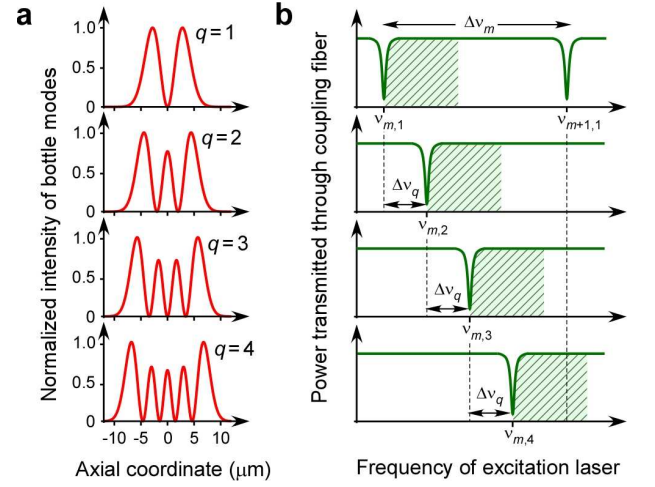 a
Normalized intensity of bottle modes
1.0
0.5
0
q = 1
1.0
0.5
0
q = 2
1.0
0.5
0
q = 3
1.0
0.5
0
q = 4
-10 -5 0 5 10
Axial coordinate (μm)
b
Power transmitted through coupling fiber
Δν_m
ν_m,1
ν_m+1,1
Δν_q
ν_m,2
Δν_q
ν_m,3
Δν_q
ν_m,4
Frequency of excitation laser